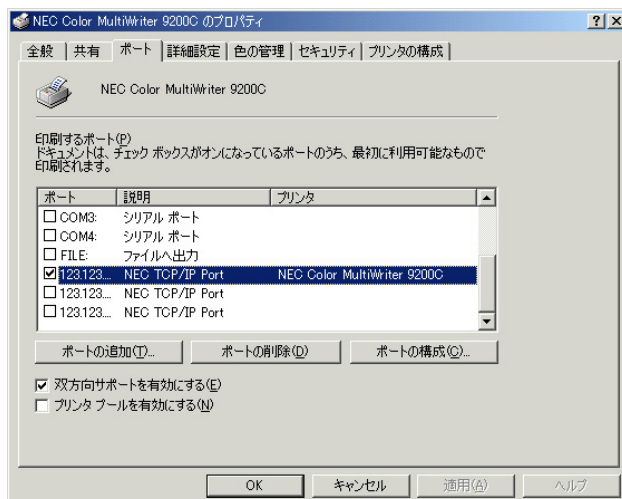 NEC Color MultiWriter 9200C のプロパティ
全般 共有 ポート 詳細設定 色の管理 セキュリティ プリンタの構成
NEC Color MultiWriter 9200C
印刷するポート(P)
ドキュメントは、チェック ボックスがオンになっているポートのうち、最初に利用可能なもので
印刷されます。
ポート 説明 プリンタ
COM3: シリアル ポート
COM4: シリアル ポート
FILE: ファイルへ出力
123.123... NEC TCP/IP Port NEC Color MultiWriter 9200C
123.123... NEC TCP/IP Port
123.123... NEC TCP/IP Port
ポートの追加(T)... ポートの削除(D) ポートの構成(C)...
双方向サポートを有効にする(E)
プリンタ プールを有効にする(N)
OK キャンセル 適用(A) ヘルプ